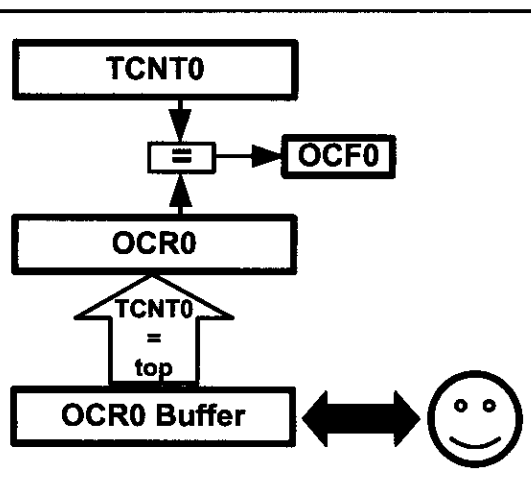 TCNT0
=
OCF0
OCR0
TCNT0
=
top
OCR0 Buffer